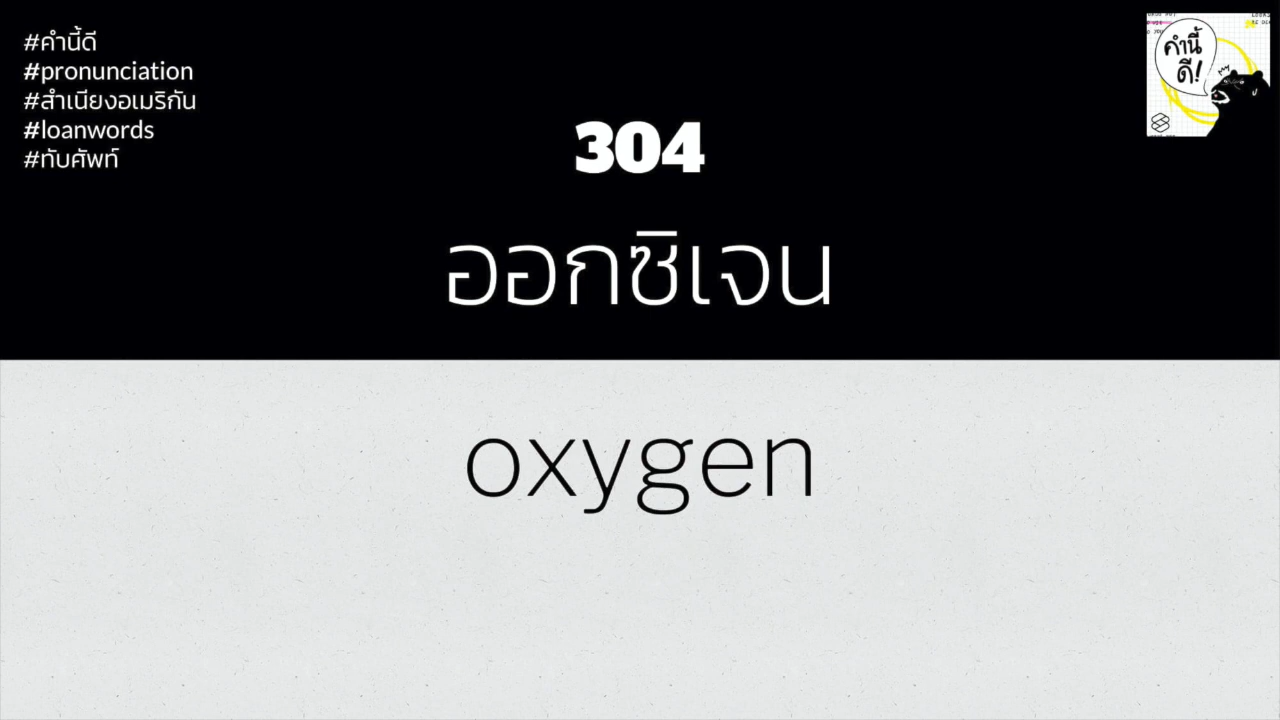 #คำนี้ดี
#pronunciation
#สำเนียงอเมริกัน
#loanwords
#ทับศัพท์
คำนี้
ดี!
304
ออกซิเจน
oxygen